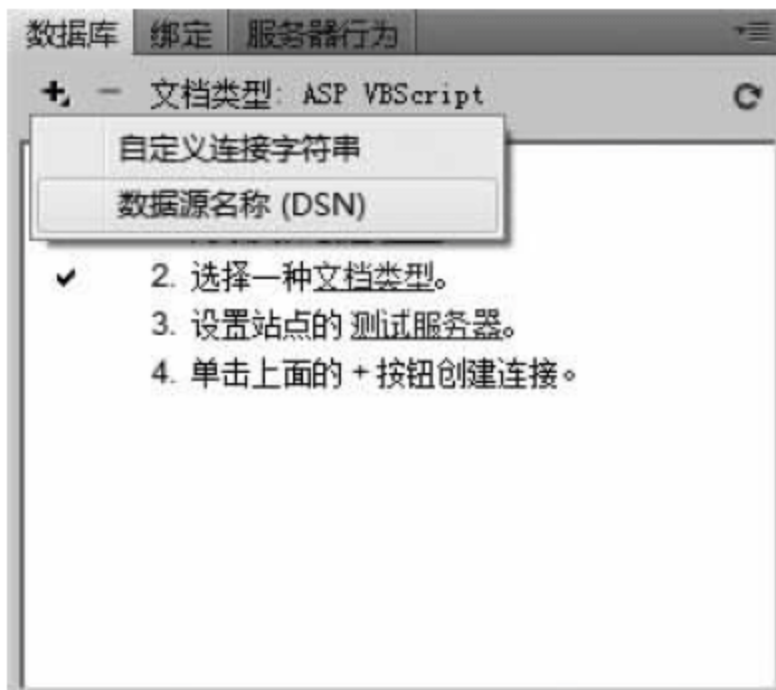 数据库 绑定 服务器行为
文档类型: ASP VBScript
自定义连接字符串
数据源名称 (DSN)
2. 选择一种文档类型。
3. 设置站点的 测试服务器。
4. 单击上面的 + 按钮创建连接。